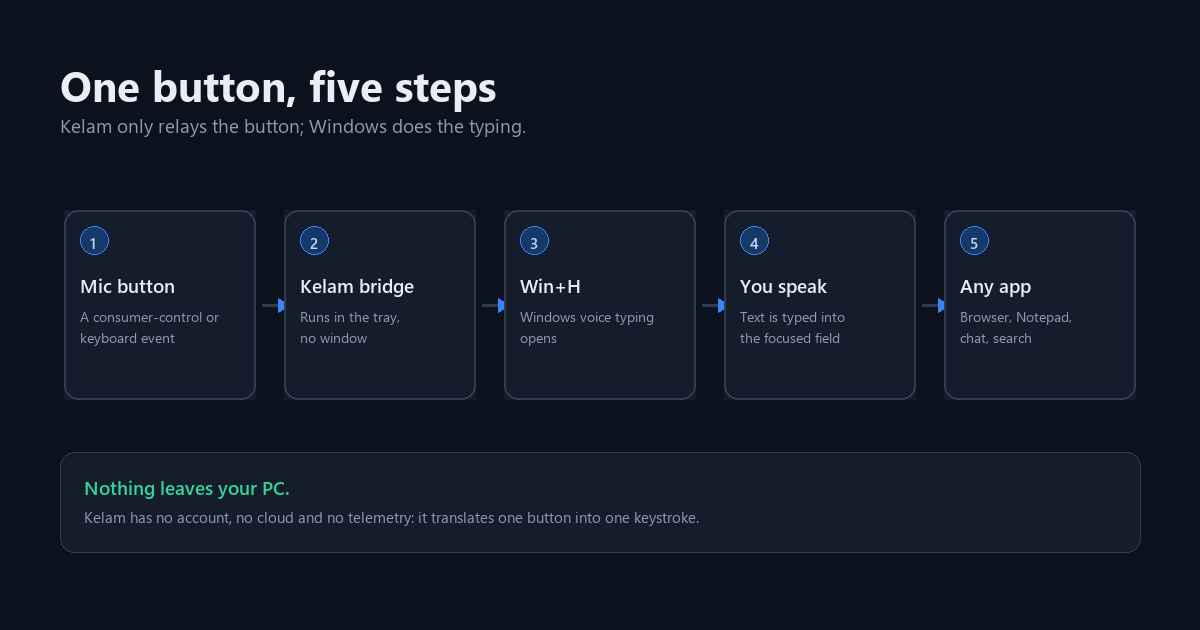 One button, five steps
Kelam only relays the button; Windows does the typing.
1
Mic button
A consumer-control or
keyboard event
2
Kelam bridge
Runs in the tray,
no window
3
Win+H
Windows voice typing
opens
4
You speak
Text is typed into
the focused field
5
Any app
Browser, Notepad,
chat, search
Nothing leaves your PC.
Kelam has no account, no cloud and no telemetry: it translates one button into one keystroke.